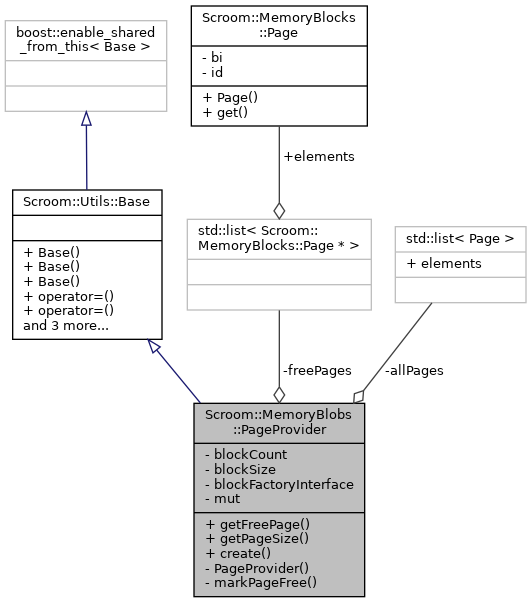 boost::enable_shared
_from_this< Base >
Scroom::MemoryBlocks
::Page
- bi
- id
+ Page()
+ get()
+elements
Scroom::Utils::Base
+ Base()
+ Base()
+ Base()
+ operator=()
+ operator=()
and 3 more...
std::list< Scroom::
MemoryBlocks::Page * >
std::list< Page >
+ elements
-freePages
-allPages
Scroom::MemoryBlobs
::PageProvider
- blockCount
- blockSize
- blockFactoryInterface
- mut
+ getFreePage()
+ getPageSize()
+ create()
- PageProvider()
- markPageFree()